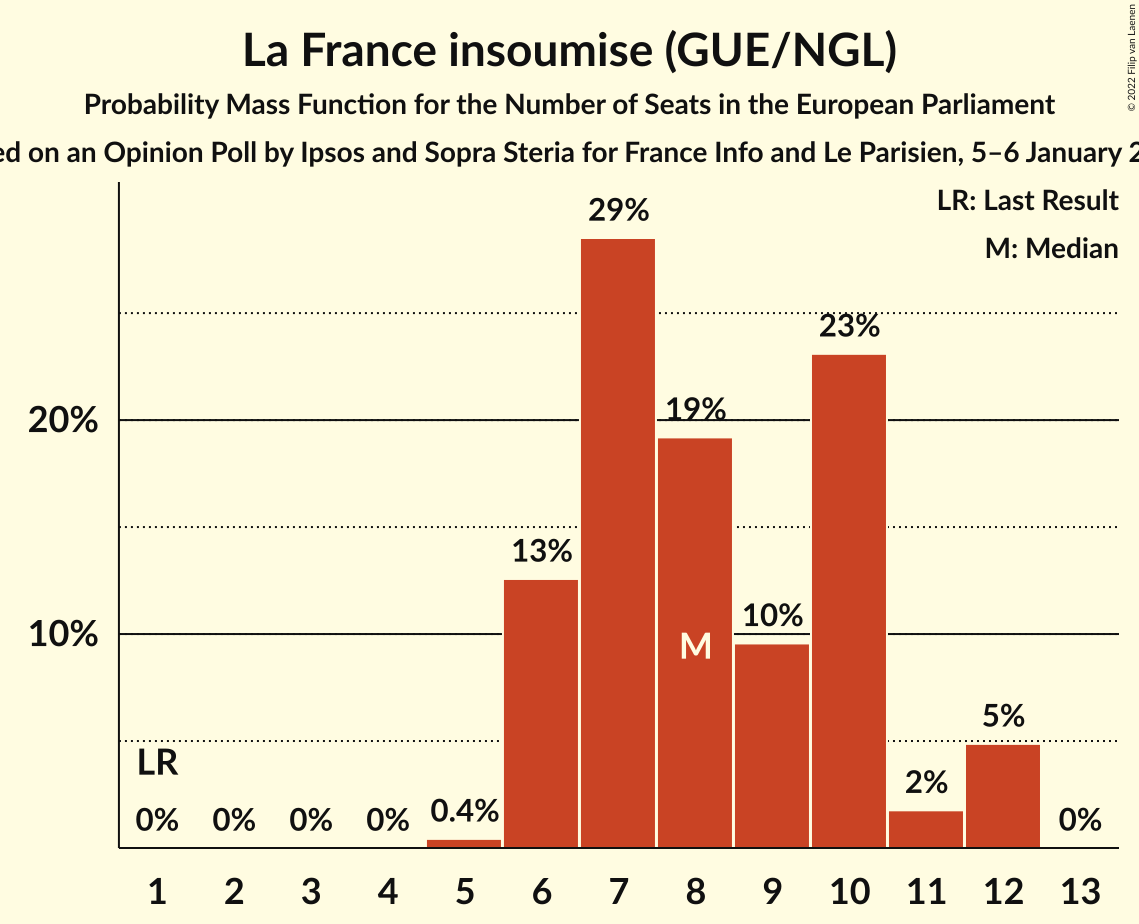 La France insoumise (GUE/NGL)
Probability Mass Function for the Number of Seats in the European Parliament
on an Opinion Poll by Ipsos and Sopra Steria for France Info and Le Parisien, 5–6 January
© 2022 Filip van Laenen
LR: Last Result
M: Median
29%
23%
20%
19%
13%
10%
10%
M
5%
LR
2%
0%
0%
0%
0%
0.4%
0%
1 2 3 4 5 6 7 8 9 10 11 12 13